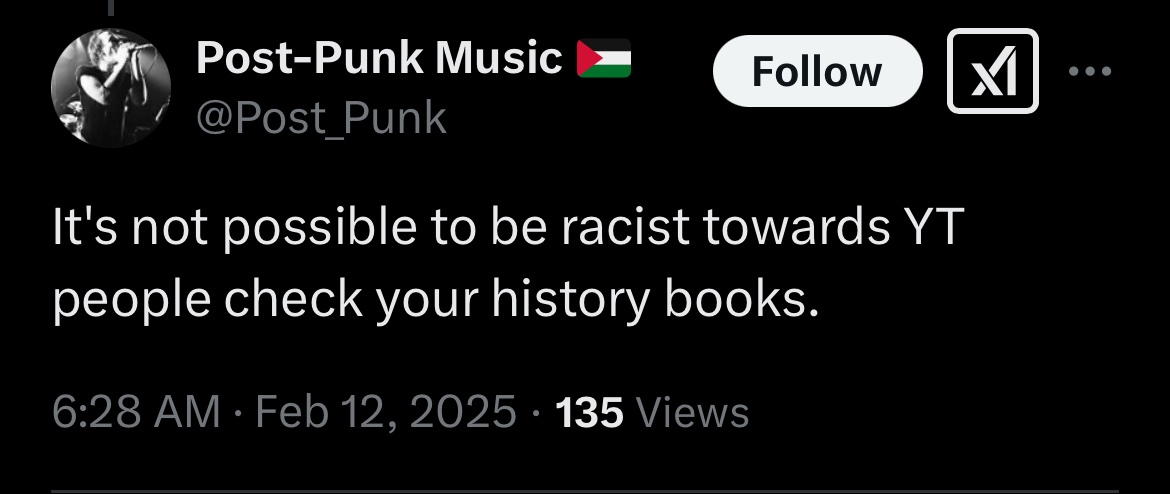 Post-Punk Music 🇵🇸
@Post_Punk
Follow
It's not possible to be racist towards YT
people check your history books.
6:28 AM · Feb 12, 2025 · 135 Views